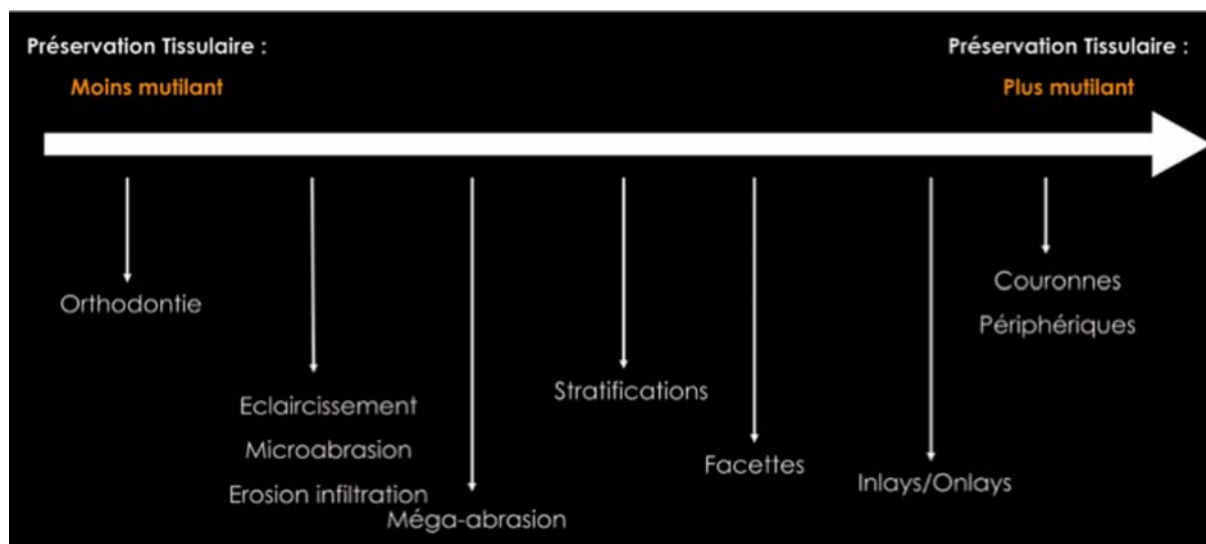 Préservation Tissulaire :
Moins mutilant
Préservation Tissulaire :
Plus mutilant
Orthodontie
Eclaircissement
Microabrasion
Erosion infiltration
Méga-abrasion
Stratifications
Facettes
Inlays/Onlays
Couronnes
Périphériques